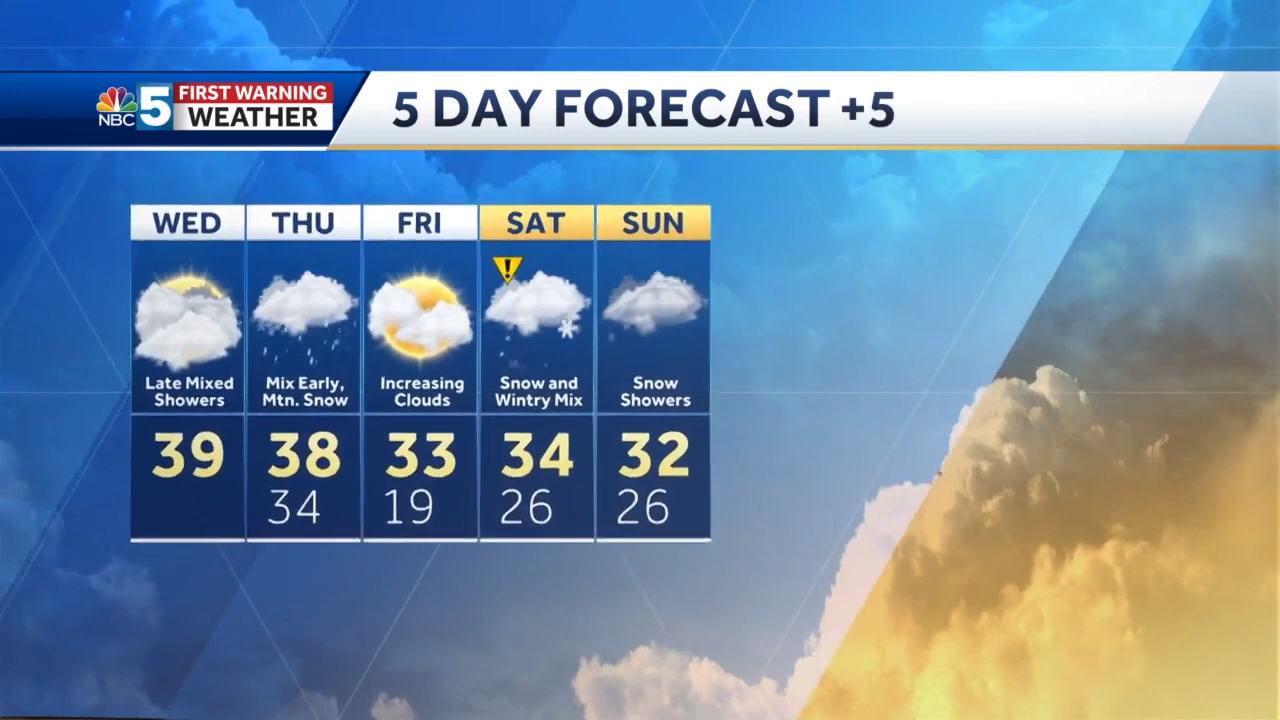 NBC 5 FIRST WARNING
WEATHER
5 DAY FORECAST +5
WED THU FRI SAT SUN
!
Late Mixed
Showers
Mix Early,
Mtn. Snow
Increasing
Clouds
Snow and
Wintry Mix
Snow
Showers
39 38 33 34 32
34 19 26 26